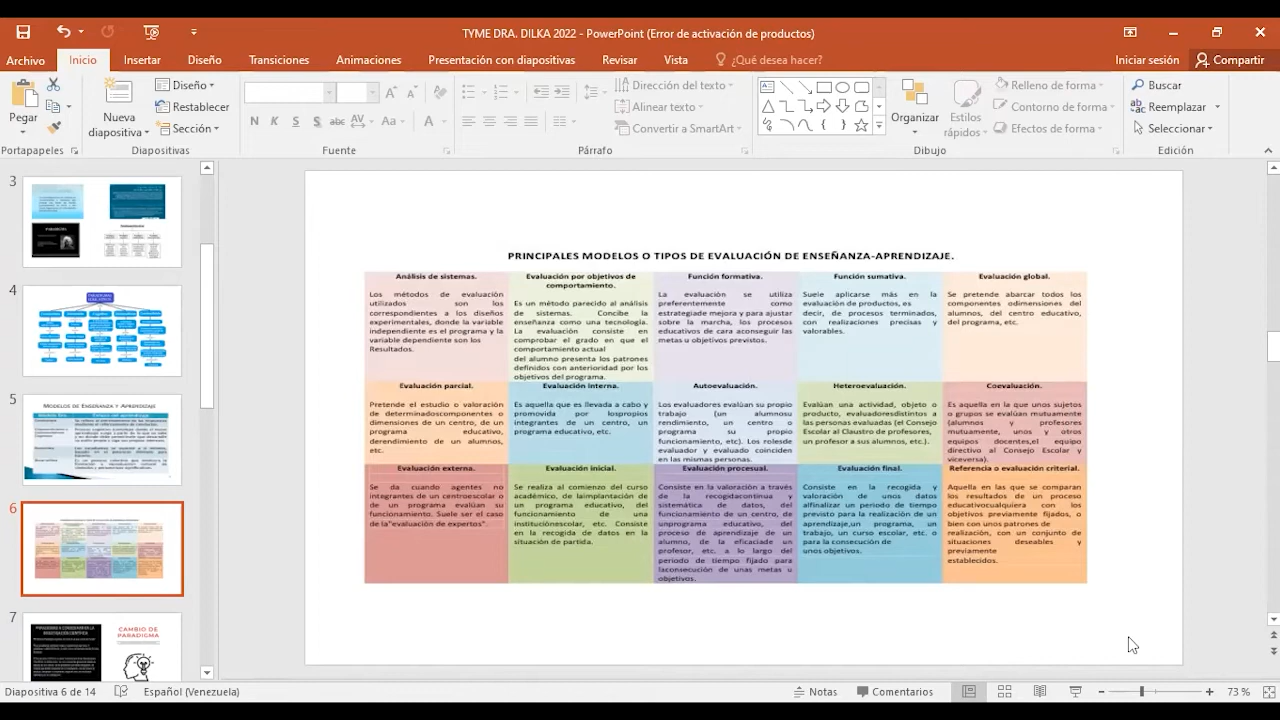 TYME DRA. DILKA 2022 - PowerPoint (Error de activación de productos)
Archivo Inicio Insertar Diseño Transiciones Animaciones Presentación con diapositivas Revisar Vista ¿Qué desea hacer? Iniciar sesión Compartir
Pegar
Nueva diapositiva
Diseño
Restablecer
Sección
N K S S abc AV Aa A
Dirección del texto
Alinear texto
Convertir a SmartArt
Organizar
Estilos rápidos
Relleno de forma
Contorno de forma
Efectos de forma
Buscar
Reemplazar
Seleccionar
Portapapeles Diapositivas Fuente Párrafo Dibujo Edición
3
4
5
MODELOS DE ENSEÑANZA Y APRENDIZAJE
6
7
CAMBIO DE
PARADIGMA
PRINCIPALES MODELOS O TIPOS DE EVALUACIÓN DE ENSEÑANZA-APRENDIZAJE.
Análisis de sistemas.
Los métodos de evaluación
utilizados son los
correspondientes a los diseños
experimentales, donde la variable
independiente es el programa y la
variable dependiente son los
Resultados.
Evaluación por objetivos de
comportamiento.
Es un método parecido al análisis
de sistemas. Concibe la
enseñanza como una tecnología.
La evaluación consiste en
comprobar el grado en que el
comportamiento actual
del alumno presenta los patrones
definidos con anterioridad por los
objetivos del programa.
Función formativa.
La evaluación se utiliza
preferentemente como
estrategiade mejora y para ajustar
sobre la marcha, los procesos
educativos de cara aconseguir las
metas u objetivos previstos.
Función sumativa.
Suele aplicarse más en la
evaluación de productos, es
decir, de procesos terminados,
con realizaciones precisas y
valorables.
Evaluación global.
Se pretende abarcar todos los
componentes odimensiones del
alumnos, del centro educativo,
del programa, etc.
Evaluación parcial.
Pretende el estudio o valoración
de determinadoscomponentes o
dimensiones de un centro, de un
programa educativo,
derendimiento de un alumnos,
etc.
Evaluación interna.
Es aquella que es llevada a cabo y
promovida por lospropios
integrantes de un centro, un
programa educativo, etc.
Autoevaluación.
Los evaluadores evalúan su propio
trabajo (un alumnosu
rendimiento, un centro o
programa su propio
funcionamiento, etc). Los rolesde
evaluador y evaluado coinciden
en las mismas personas.
Heteroevaluación.
Evalúan una actividad, objeto o
producto, evaluadoresdistintos a
las personas evaluadas (el Consejo
Escolar al Claustro de profesores,
un profesor a sus alumnos, etc.).
Coevaluación.
Es aquella en la que unos sujetos
o grupos se evalúan mutuamente
(alumnos y profesores
mutuamente, unos y otros
equipos docentes,el equipo
directivo al Consejo Escolar y
viceversa).
Evaluación externa.
Se da cuando agentes no
integrantes de un centroescolar o
de un programa evalúan su
funcionamiento. Suele ser el caso
de la"evaluación de expertos".
Evaluación inicial.
Se realiza al comienzo del curso
académico, de laimplantación de
un programa educativo, del
funcionamiento de una
instituciónescolar, etc. Consiste
en la recogida de datos en la
situación de partida.
Evaluación procesual.
Consiste en la valoración a través
de la recogidacontinua y
sistemática de datos, del
funcionamiento de un centro, de
unprograma educativo, del
proceso de aprendizaje de un
alumno, de la eficaciade un
profesor, etc. a lo largo del
periodo de tiempo fijado para
laconsecución de unas metas u
objetivos.
Evaluación final.
Consiste en la recogida y
valoración de unos datos
alfinalizar un periodo de tiempo
previsto para la realización de un
aprendizaje,un programa, un
trabajo, un curso escolar, etc. o
para la consecución de
unos objetivos.
Referencia o evaluación criterial.
Aquella en las que se comparan
los resultados de un proceso
educativocualquiera con los
objetivos previamente fijados, o
bien con unos patrones de
realización, con un conjunto de
situaciones deseables y
previamente
establecidos.
Diapositiva 6 de 14 Español (Venezuela) Notas Comentarios 73 %